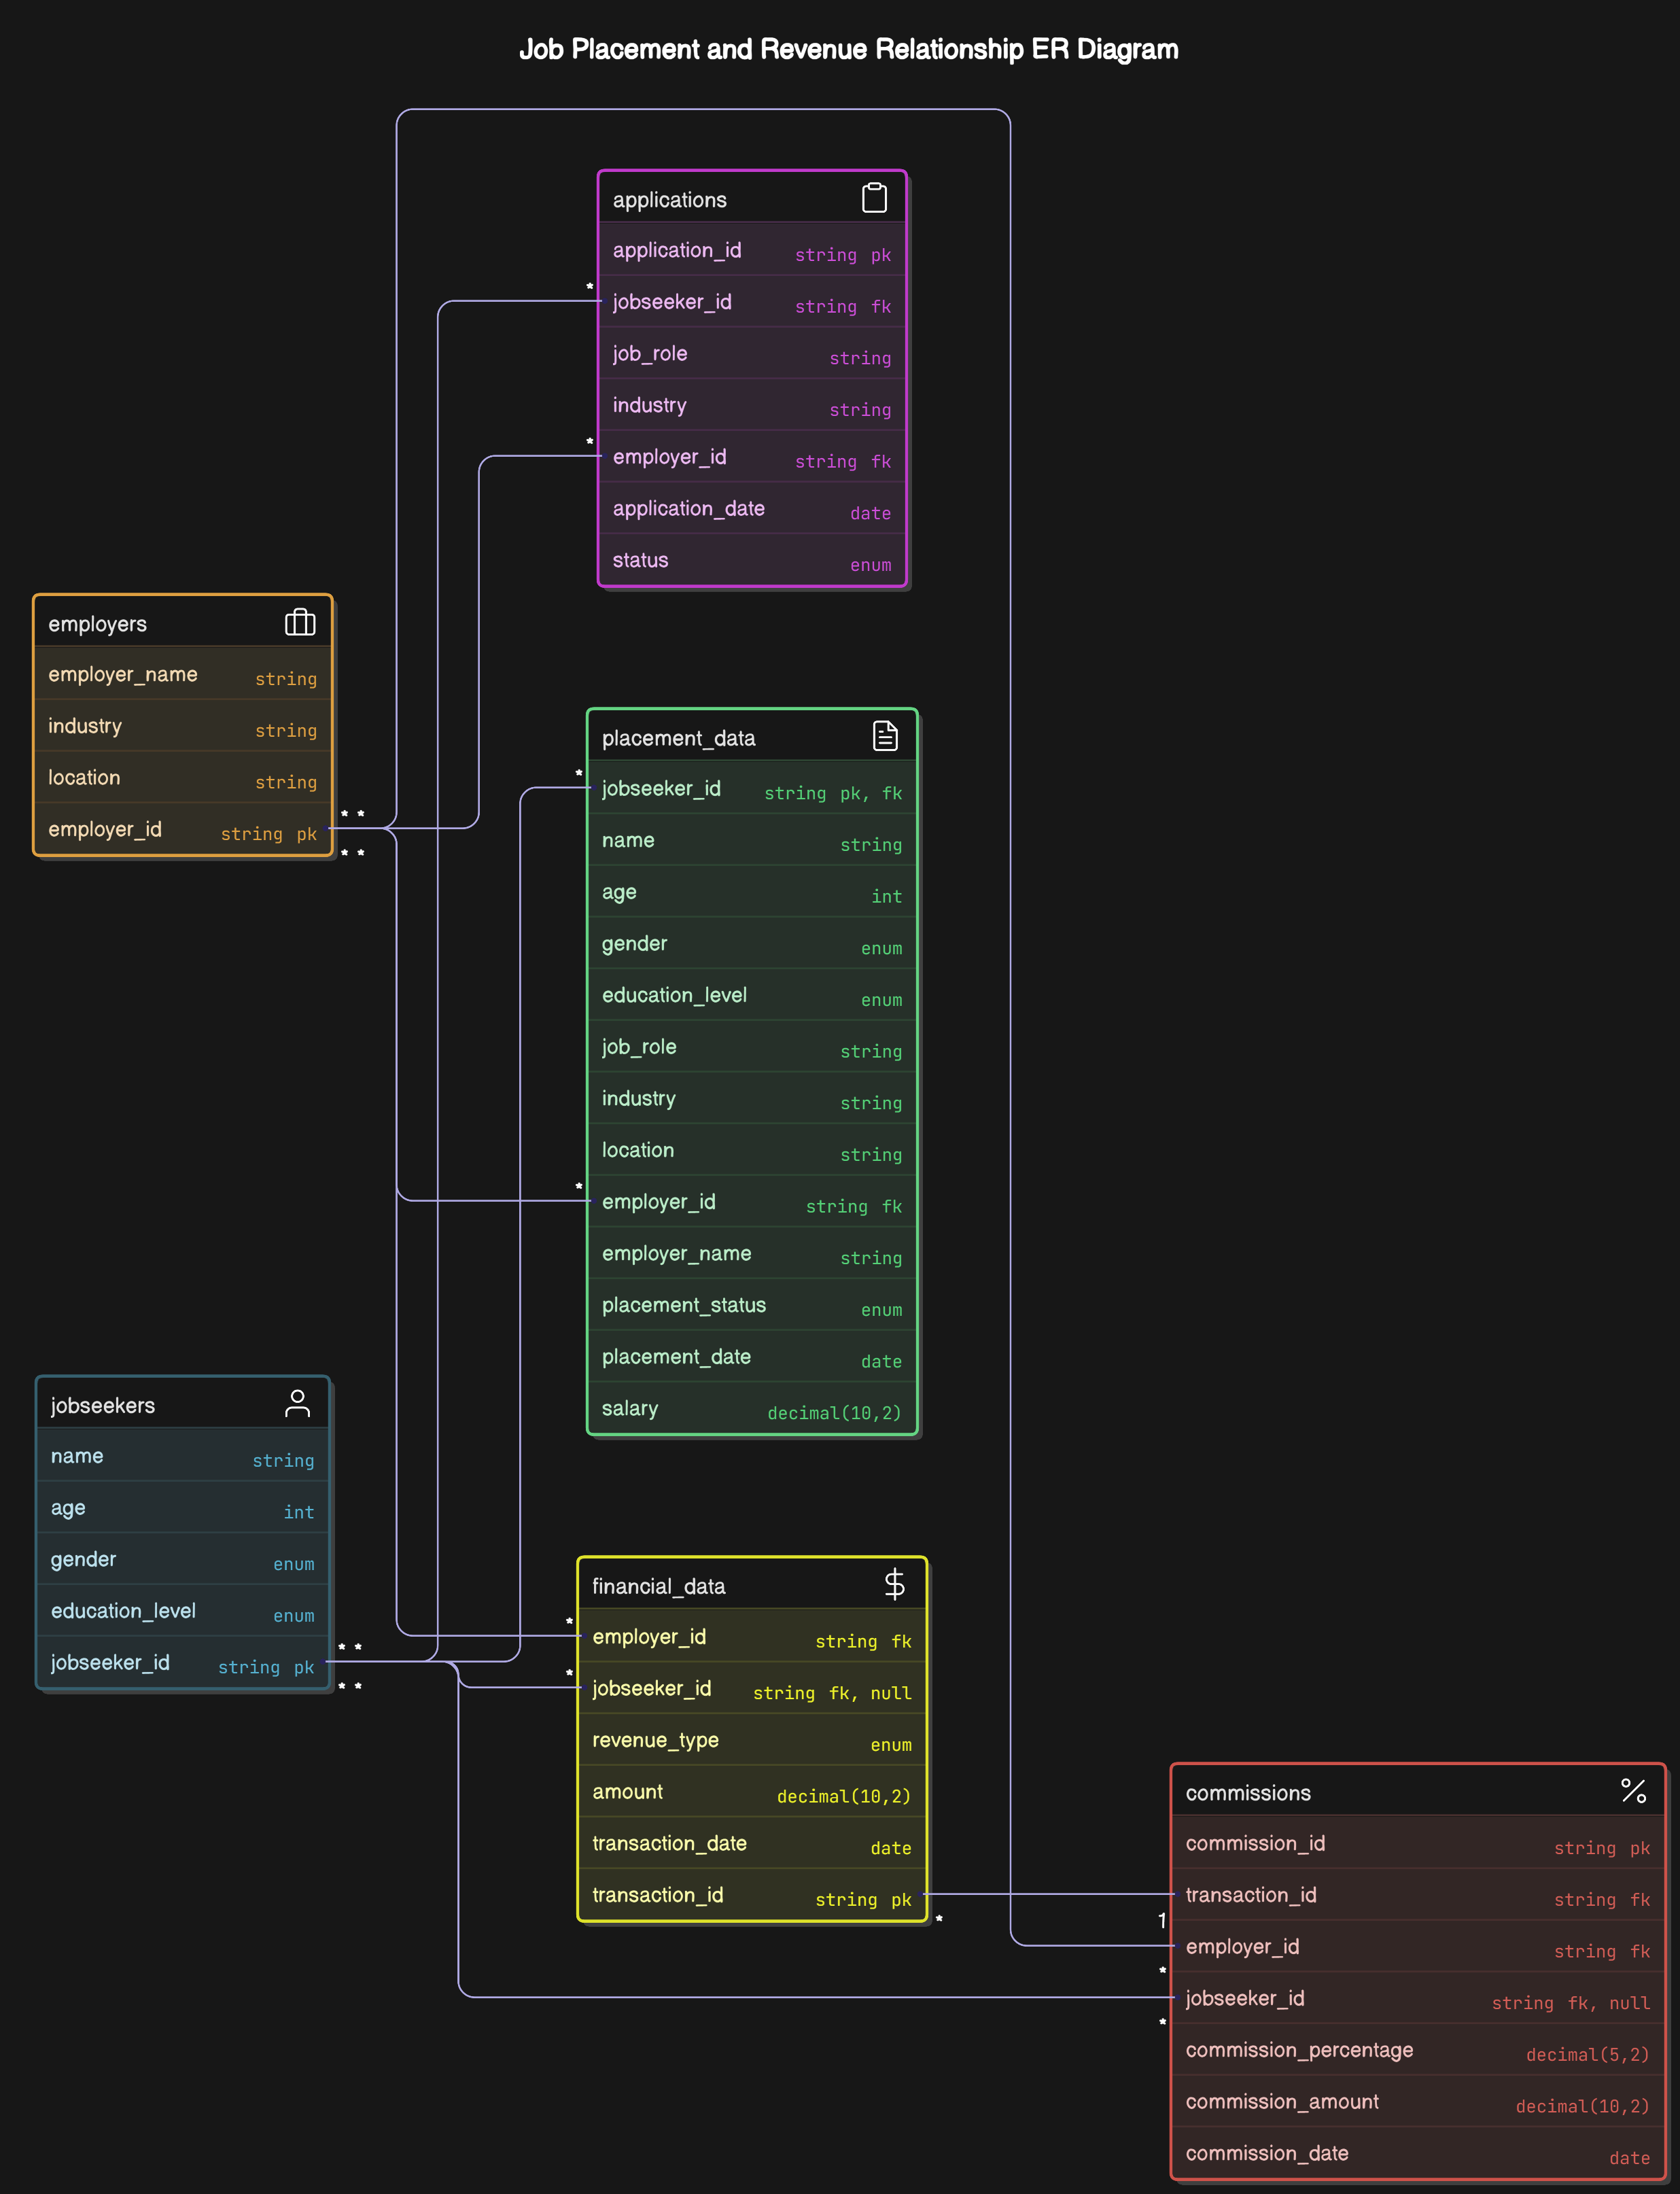 Job Placement and Revenue Relationship ER Diagram
applications
application_id string pk
* jobseeker_id string fk
job_role string
industry string
* employer_id string fk
application_date date
status enum
employers
employer_name string
industry string
location string
employer_id string pk
* *
* *
placement_data
* jobseeker_id string pk, fk
name string
age int
gender enum
education_level enum
job_role string
industry string
location string
* employer_id string fk
employer_name string
placement_status enum
placement_date date
salary decimal(10,2)
jobseekers
name string
age int
gender enum
education_level enum
jobseeker_id string pk
* *
* *
financial_data
* employer_id string fk
* jobseeker_id string fk, null
revenue_type enum
amount decimal(10,2)
transaction_date date
transaction_id string pk
*
commissions
commission_id string pk
transaction_id string fk
1
employer_id string fk
*
jobseeker_id string fk, null
*
commission_percentage decimal(5,2)
commission_amount decimal(10,2)
commission_date date